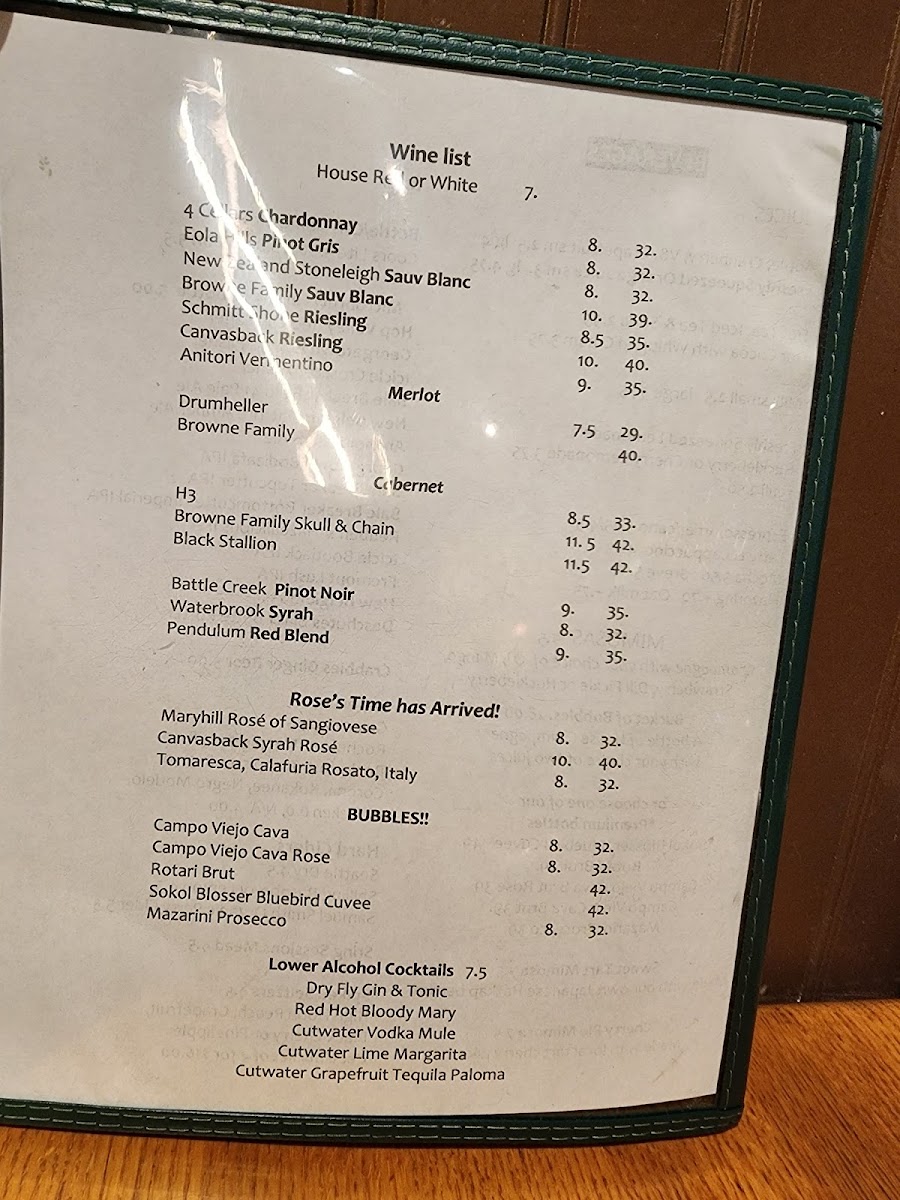 Wine list
House Red or White 7.
4 Cellars Chardonnay 8. 32.
Eola Hills Pinot Gris 8. 32.
New Zealand Stoneleigh Sauv Blanc 8. 32.
Browne Family Sauv Blanc 10. 39.
Schmitt Sohne Riesling 8.5 35.
Canvasback Riesling 10. 40.
Anitori Vermentino 9. 35.
Merlot
Drumheller 7.5 29.
Browne Family 40.
Cabernet
H3 8.5 33.
Browne Family Skull & Chain 11.5 42.
Black Stallion 11.5 42.
Battle Creek Pinot Noir 9. 35.
Waterbrook Syrah 8. 32.
Pendulum Red Blend 9. 35.
Rose's Time has Arrived!
Maryhill Rosé of Sangiovese 8. 32.
Canvasback Syrah Rosé 10. 40.
Tomaresca, Calafuria Rosato, Italy 8. 32.
BUBBLES!!
Campo Viejo Cava 8. 32.
Campo Viejo Cava Rose 8. 32.
Rotari Brut 42.
Sokol Blosser Bluebird Cuvee 42.
Mazarini Prosecco 8. 32.
Lower Alcohol Cocktails 7.5
Dry Fly Gin & Tonic
Red Hot Bloody Mary
Cutwater Vodka Mule
Cutwater Lime Margarita
Cutwater Grapefruit Tequila Paloma